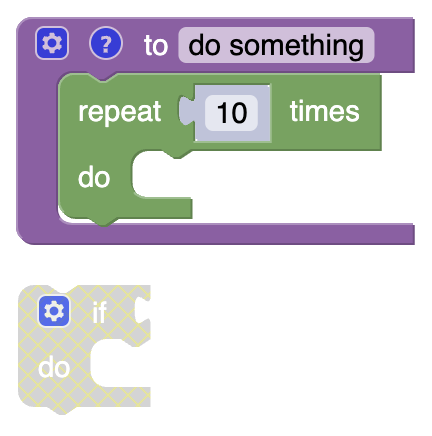 ? to do something
repeat 10 times
do
if
do